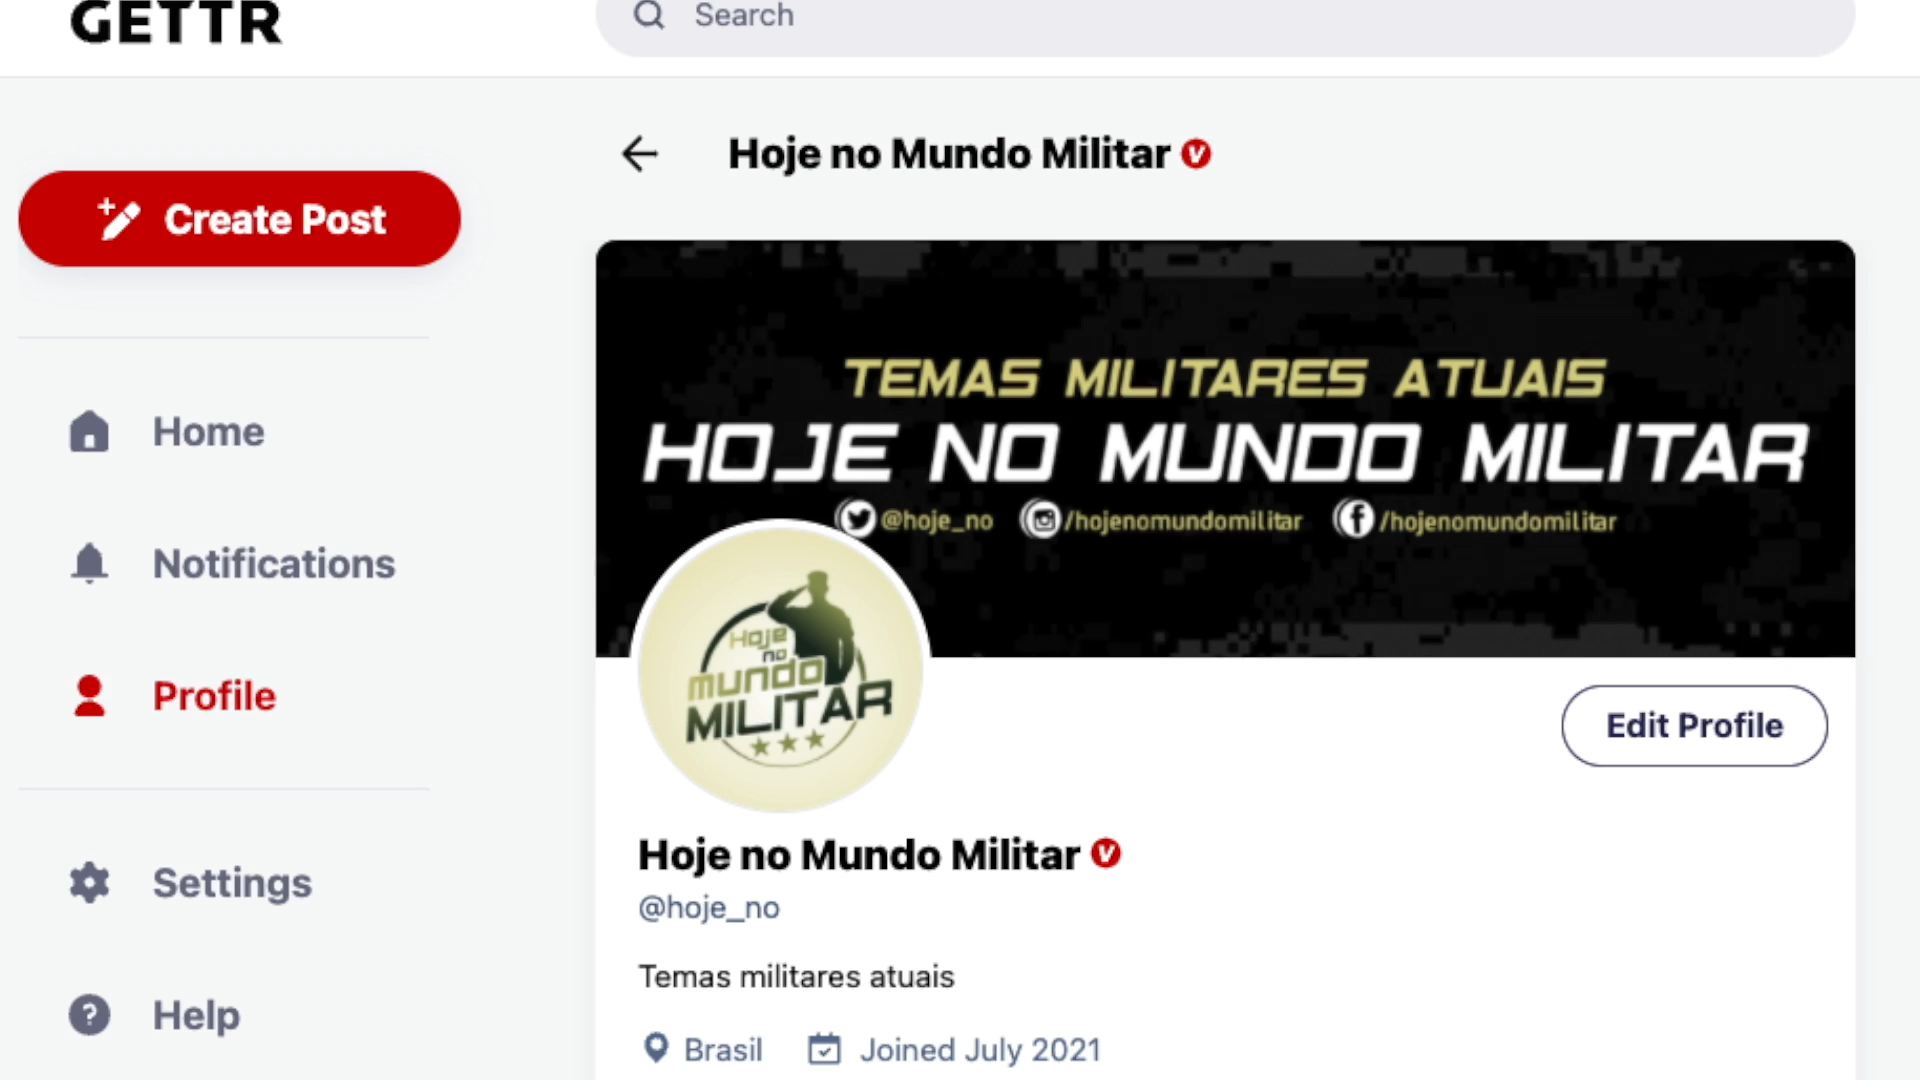 GETTR
Search
Create Post
Home
Notifications
Profile
Settings
Help
Hoje no Mundo Militar
TEMAS MILITARES ATUAIS
HOJE NO MUNDO MILITAR
@hoje_no /hojenomundomilitar /hojenomundomilitar
Hoje
no
mundo
MILITAR
Edit Profile
Hoje no Mundo Militar
@hoje_no
Temas militares atuais
Brasil Joined July 2021